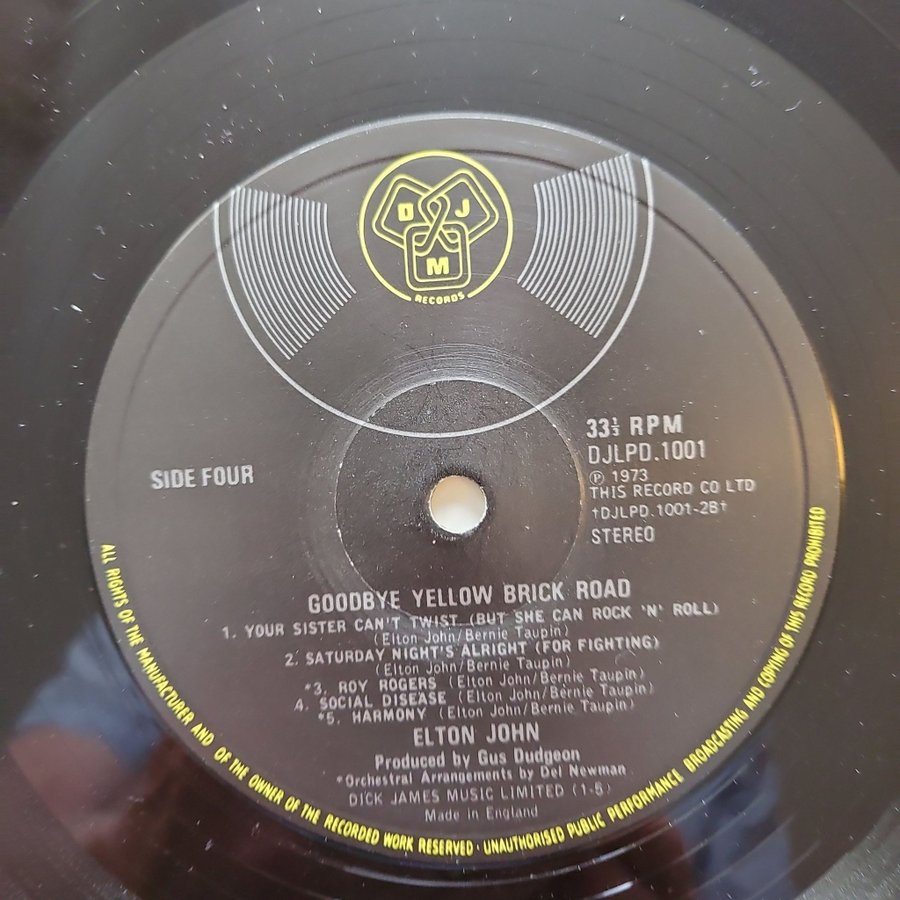 D J
M
RECORDS
33⅓ RPM
DJLPD.1001
℗ 1973
THIS RECORD CO LTD
†DJLPD.1001-2B†
STEREO
SIDE FOUR
GOODBYE YELLOW BRICK ROAD
1. YOUR SISTER CAN'T TWIST (BUT SHE CAN ROCK 'N' ROLL)
(Elton John/Bernie Taupin)
2. SATURDAY NIGHT'S ALRIGHT (FOR FIGHTING)
(Elton John/Bernie Taupin)
*3. ROY ROGERS (Elton John/Bernie Taupin)
4. SOCIAL DISEASE (Elton John/Bernie Taupin)
*5. HARMONY (Elton John/Bernie Taupin)
ELTON JOHN
Produced by Gus Dudgeon
*Orchestral Arrangements by Del Newman
DICK JAMES MUSIC LIMITED (1-5)
Made in England
ALL RIGHTS OF THE MANUFACTURER AND OF THE OWNER OF THE RECORDED WORK RESERVED · UNAUTHORISED PUBLIC PERFORMANCE BROADCASTING AND COPYING OF THIS RECORD PROHIBITED